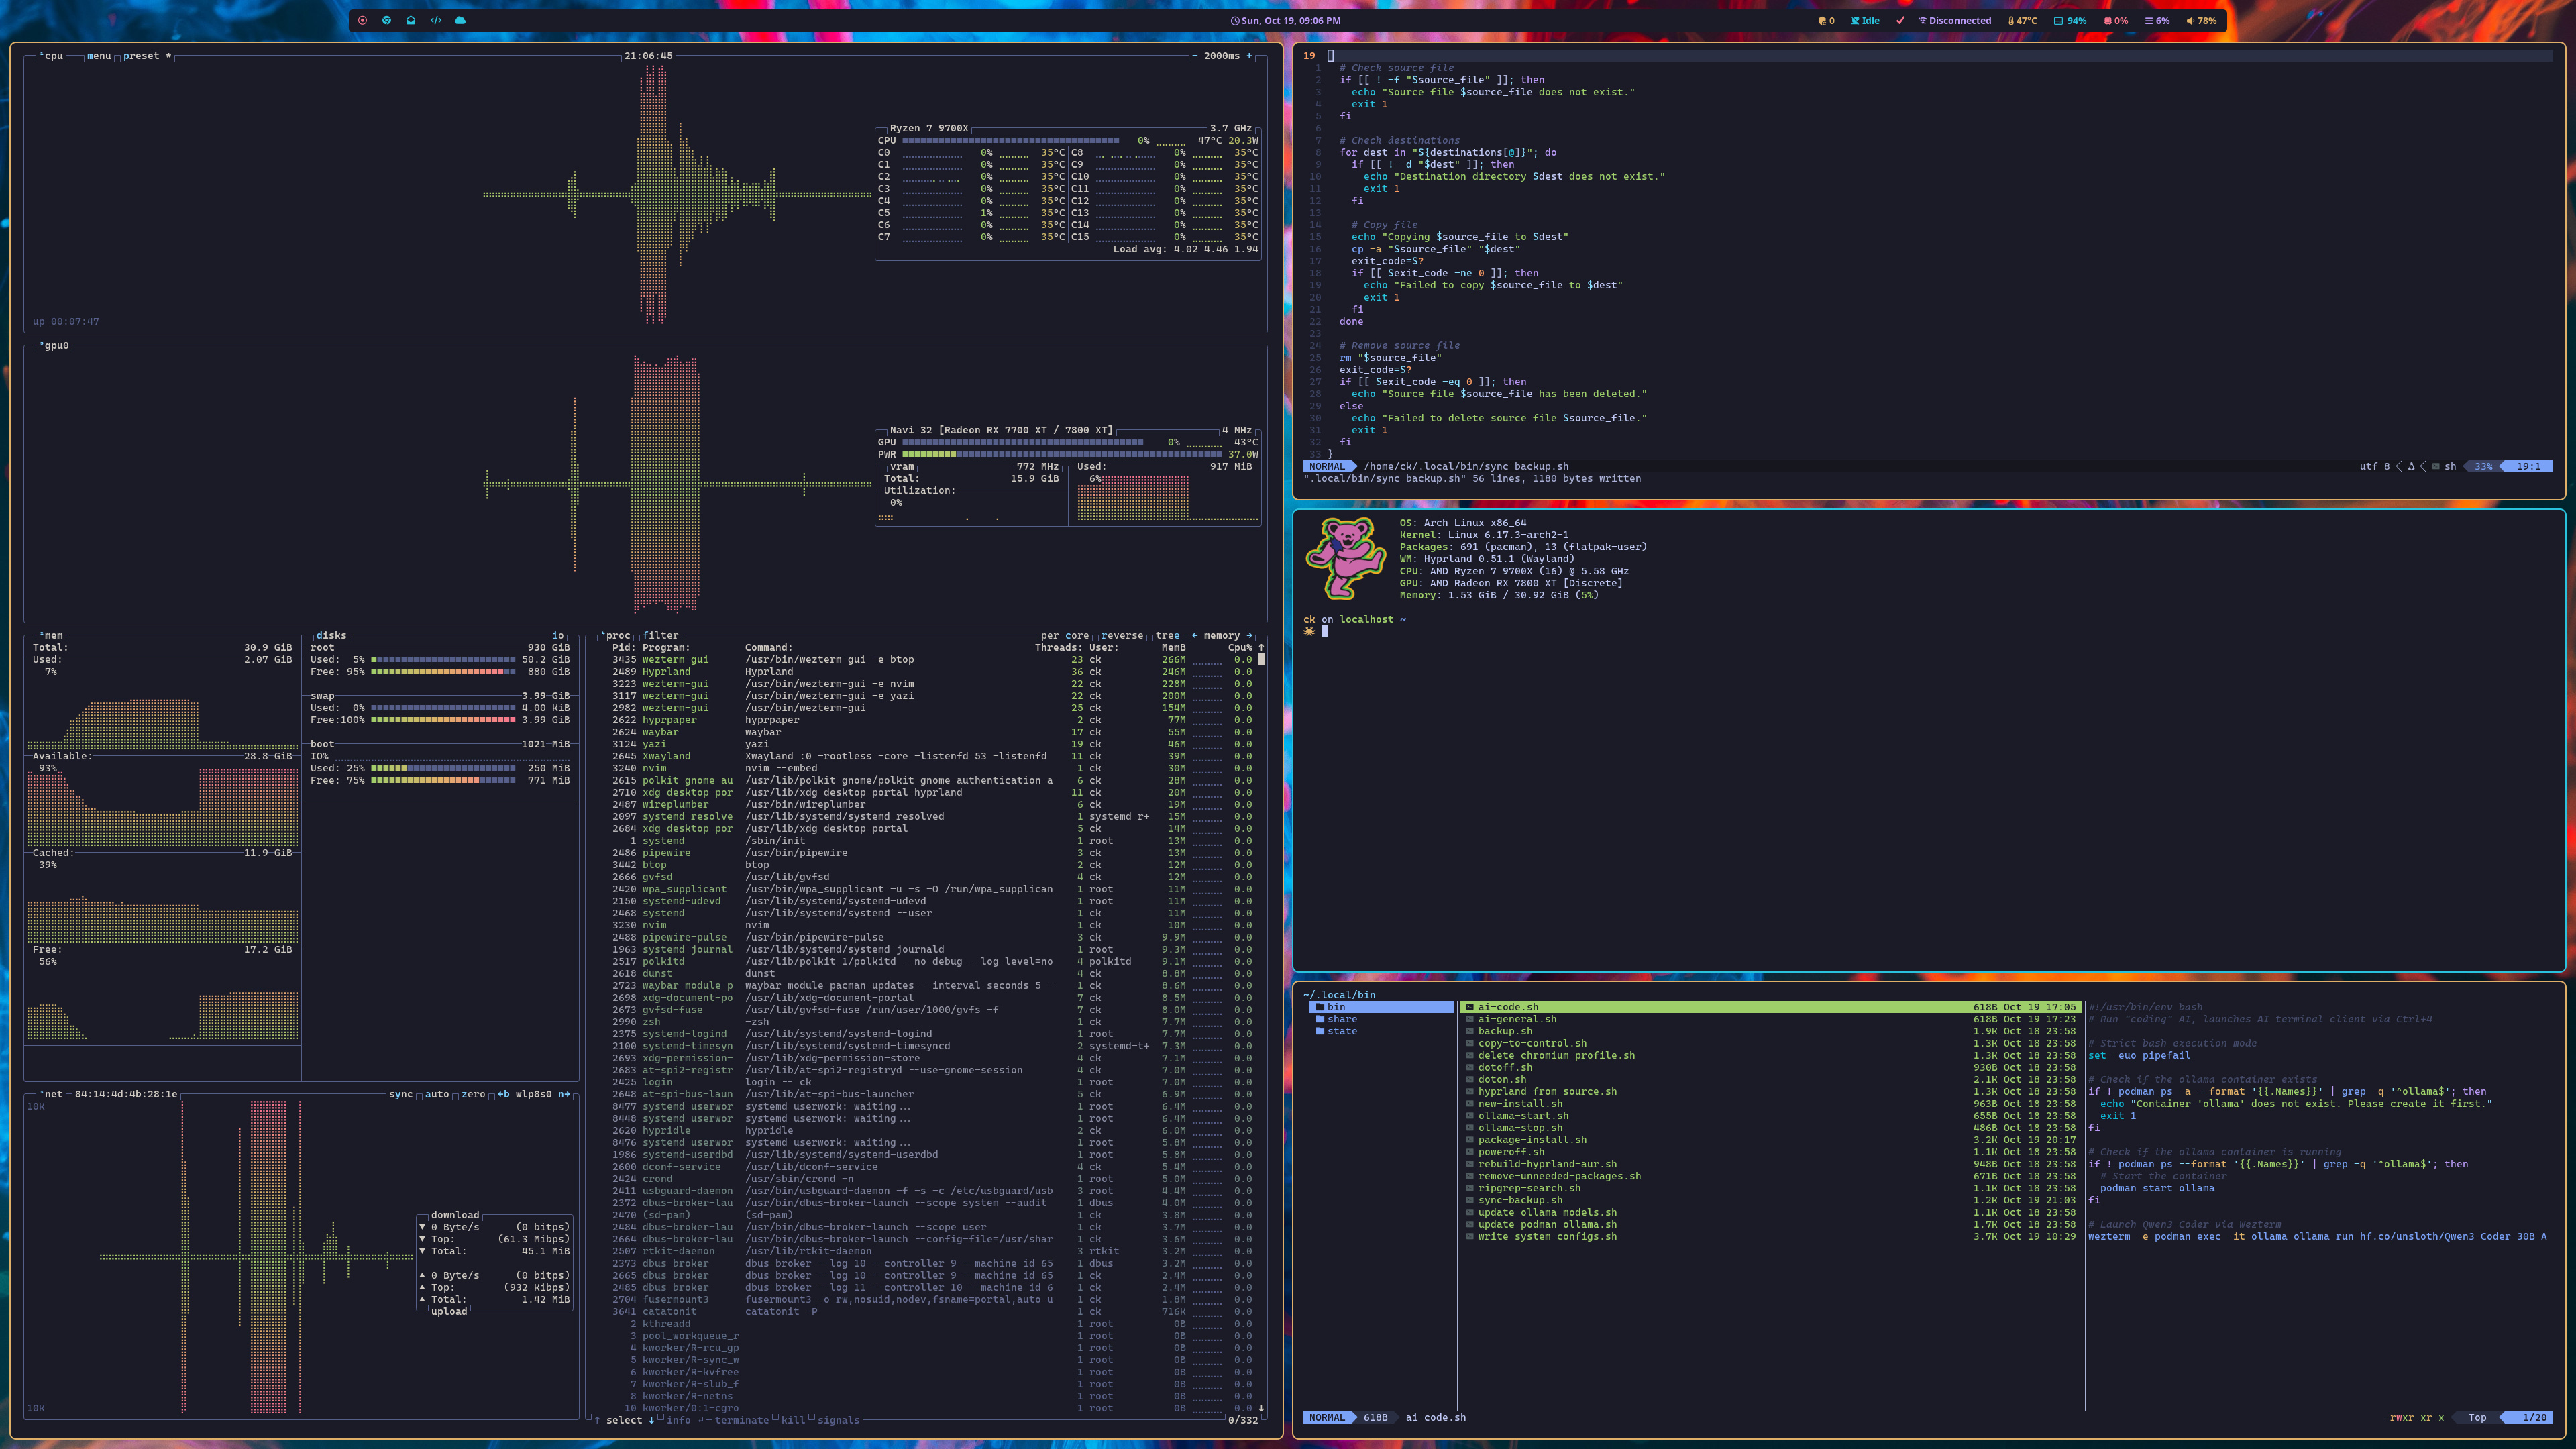 Sun, Oct 19, 09:06 PM
0 Idle Disconnected 47°C 94% 0% 6% 78%
cpu menu preset * 21:06:45 - 2000ms +
Ryzen 7 9700X 3.7 GHz
CPU 0% 47°C 20.3W
C0 0% 35°C C8 0% 35°C
C1 0% 35°C C9 0% 35°C
C2 0% 35°C C10 0% 35°C
C3 0% 35°C C11 0% 35°C
C4 0% 35°C C12 0% 35°C
C5 1% 35°C C13 0% 35°C
C6 0% 35°C C14 0% 35°C
C7 0% 35°C C15 0% 35°C
Load avg: 4.02 4.46 1.94
up 00:07:47
gpu0
Navi 32 [Radeon RX 7700 XT / 7800 XT] 4 MHz
GPU 0% 43°C
PWR 37.0W
vram 772 MHz Used: 917 MiB
Total: 15.9 GiB 6%
Utilization:
0%
mem
Total: 30.9 GiB
Used: 2.07 GiB
7%
Available: 28.8 GiB
93%
Cached: 11.9 GiB
39%
Free: 17.2 GiB
56%
disks io
root 930 GiB
Used: 5% 50.2 GiB
Free: 95% 880 GiB
swap 3.99 GiB
Used: 0% 4.00 KiB
Free:100% 3.99 GiB
boot 1021 MiB
IO%
Used: 25% 250 MiB
Free: 75% 771 MiB
net 84:14:4d:4b:28:1e sync auto zero ←b wlp8s0 n→
10K
download
▼ 0 Byte/s (0 bitps)
▼ Top: (61.3 Mibps)
▼ Total: 45.1 MiB
▲ 0 Byte/s (0 bitps)
▲ Top: (932 Kibps)
▲ Total: 1.42 MiB
upload
10K
proc filter per-core reverse tree ← memory →
Pid: Program: Command: Threads: User: MemB Cpu% ↑
3435 wezterm-gui /usr/bin/wezterm-gui -e btop 23 ck 266M 0.0
2489 Hyprland Hyprland 36 ck 246M 0.0
3223 wezterm-gui /usr/bin/wezterm-gui -e nvim 22 ck 228M 0.0
3117 wezterm-gui /usr/bin/wezterm-gui -e yazi 22 ck 200M 0.0
2982 wezterm-gui /usr/bin/wezterm-gui 25 ck 154M 0.0
2622 hyprpaper hyprpaper 2 ck 77M 0.0
2624 waybar waybar 17 ck 55M 0.0
3124 yazi yazi 19 ck 46M 0.0
2645 Xwayland Xwayland :0 -rootless -core -listenfd 53 -listenfd 11 ck 39M 0.0
3240 nvim nvim --embed 1 ck 30M 0.0
2615 polkit-gnome-au /usr/lib/polkit-gnome/polkit-gnome-authentication-a 6 ck 28M 0.0
2710 xdg-desktop-por /usr/lib/xdg-desktop-portal-hyprland 11 ck 20M 0.0
2487 wireplumber /usr/bin/wireplumber 6 ck 19M 0.0
2097 systemd-resolve /usr/lib/systemd/systemd-resolved 1 systemd-r+ 15M 0.0
2684 xdg-desktop-por /usr/lib/xdg-desktop-portal 5 ck 14M 0.0
1 systemd /sbin/init 1 root 13M 0.0
2486 pipewire /usr/bin/pipewire 3 ck 13M 0.0
3442 btop btop 2 ck 12M 0.0
2666 gvfsd /usr/lib/gvfsd 4 ck 12M 0.0
2420 wpa_supplicant /usr/bin/wpa_supplicant -u -s -O /run/wpa_supplican 1 root 11M 0.0
2150 systemd-udevd /usr/lib/systemd/systemd-udevd 1 root 11M 0.0
2468 systemd /usr/lib/systemd/systemd --user 1 ck 11M 0.0
3230 nvim nvim 1 ck 10M 0.0
2488 pipewire-pulse /usr/bin/pipewire-pulse 3 ck 9.9M 0.0
1963 systemd-journal /usr/lib/systemd/systemd-journald 1 root 9.3M 0.0
2517 polkitd /usr/lib/polkit-1/polkitd --no-debug --log-level=no 4 polkitd 9.1M 0.0
2618 dunst dunst 4 ck 8.8M 0.0
2723 waybar-module-p waybar-module-pacman-updates --interval-seconds 5 - 1 ck 8.6M 0.0
2698 xdg-document-po /usr/lib/xdg-document-portal 7 ck 8.5M 0.0
2673 gvfsd-fuse /usr/lib/gvfsd-fuse /run/user/1000/gvfs -f 7 ck 8.0M 0.0
2990 zsh -zsh 1 ck 7.7M 0.0
2375 systemd-logind /usr/lib/systemd/systemd-logind 1 root 7.7M 0.0
2100 systemd-timesyn /usr/lib/systemd/systemd-timesyncd 2 systemd-t+ 7.3M 0.0
2693 xdg-permission- /usr/lib/xdg-permission-store 4 ck 7.1M 0.0
2683 at-spi2-registr /usr/lib/at-spi2-registryd --use-gnome-session 4 ck 7.0M 0.0
2425 login login -- ck 1 root 7.0M 0.0
2648 at-spi-bus-laun /usr/lib/at-spi-bus-launcher 5 ck 6.9M 0.0
8477 systemd-userwor systemd-userwork: waiting... 1 root 6.4M 0.0
8448 systemd-userwor systemd-userwork: waiting... 1 root 6.4M 0.0
2620 hypridle hypridle 2 ck 6.0M 0.0
8476 systemd-userwor systemd-userwork: waiting... 1 root 5.8M 0.0
1986 systemd-userdbd /usr/lib/systemd/systemd-userdbd 1 root 5.8M 0.0
2600 dconf-service /usr/lib/dconf-service 4 ck 5.4M 0.0
2424 crond /usr/sbin/crond -n 1 root 5.0M 0.0
2411 usbguard-daemon /usr/bin/usbguard-daemon -f -s -c /etc/usbguard/usb 3 root 4.4M 0.0
2372 dbus-broker-lau /usr/bin/dbus-broker-launch --scope system --audit 1 dbus 4.0M 0.0
2470 (sd-pam) (sd-pam) 1 ck 3.8M 0.0
2484 dbus-broker-lau /usr/bin/dbus-broker-launch --scope user 1 ck 3.7M 0.0
2664 dbus-broker-lau /usr/bin/dbus-broker-launch --config-file=/usr/shar 1 ck 3.6M 0.0
2507 rtkit-daemon /usr/lib/rtkit-daemon 3 rtkit 3.2M 0.0
2373 dbus-broker dbus-broker --log 10 --controller 9 --machine-id 65 1 dbus 3.2M 0.0
2665 dbus-broker dbus-broker --log 10 --controller 9 --machine-id 65 1 ck 2.4M 0.0
2485 dbus-broker dbus-broker --log 11 --controller 10 --machine-id 6 1 ck 2.4M 0.0
2704 fusermount3 fusermount3 -o rw,nosuid,nodev,fsname=portal,auto_u 1 ck 1.8M 0.0
3641 catatonit catatonit -P 1 ck 716K 0.0
2 kthreadd 1 root 0B 0.0
3 pool_workqueue_r 1 root 0B 0.0
4 kworker/R-rcu_gp 1 root 0B 0.0
5 kworker/R-sync_w 1 root 0B 0.0
6 kworker/R-kvfree 1 root 0B 0.0
7 kworker/R-slub_f 1 root 0B 0.0
8 kworker/R-netns 1 root 0B 0.0
10 kworker/0:1-cgro 1 root 0B 0.0 ↓
↑ select ↓ info ↵ terminate kill signals 0/332
19
1 # Check source file
2 if [[ ! -f "$source_file" ]]; then
3 echo "Source file $source_file does not exist."
4 exit 1
5 fi
6
7 # Check destinations
8 for dest in "${destinations[@]}"; do
9 if [[ ! -d "$dest" ]]; then
10 echo "Destination directory $dest does not exist."
11 exit 1
12 fi
13
14 # Copy file
15 echo "Copying $source_file to $dest"
16 cp -a "$source_file" "$dest"
17 exit_code=$?
18 if [[ $exit_code -ne 0 ]]; then
19 echo "Failed to copy $source_file to $dest"
20 exit 1
21 fi
22 done
23
24 # Remove source file
25 rm "$source_file"
26 exit_code=$?
27 if [[ $exit_code -eq 0 ]]; then
28 echo "Source file $source_file has been deleted."
29 else
30 echo "Failed to delete source file $source_file."
31 exit 1
32 fi
33 }
NORMAL /home/ck/.local/bin/sync-backup.sh utf-8 sh 33% 19:1
".local/bin/sync-backup.sh" 56 lines, 1180 bytes written
OS: Arch Linux x86_64
Kernel: Linux 6.17.3-arch2-1
Packages: 691 (pacman), 13 (flatpak-user)
WM: Hyprland 0.51.1 (Wayland)
CPU: AMD Ryzen 7 9700X (16) @ 5.58 GHz
GPU: AMD Radeon RX 7800 XT [Discrete]
Memory: 1.53 GiB / 30.92 GiB (5%)
ck on localhost ~
~/.local/bin
bin
share
state
ai-code.sh 618B Oct 19 17:05
ai-general.sh 618B Oct 19 17:23
backup.sh 1.9K Oct 18 23:58
copy-to-control.sh 1.3K Oct 18 23:58
delete-chromium-profile.sh 1.3K Oct 18 23:58
dotoff.sh 930B Oct 18 23:58
doton.sh 2.1K Oct 18 23:58
hyprland-from-source.sh 1.3K Oct 18 23:58
new-install.sh 963B Oct 18 23:58
ollama-start.sh 655B Oct 18 23:58
ollama-stop.sh 486B Oct 18 23:58
package-install.sh 3.2K Oct 19 20:17
poweroff.sh 1.1K Oct 18 23:58
rebuild-hyprland-aur.sh 948B Oct 18 23:58
remove-unneeded-packages.sh 671B Oct 18 23:58
ripgrep-search.sh 1.1K Oct 18 23:58
sync-backup.sh 1.2K Oct 19 21:03
update-ollama-models.sh 1.1K Oct 18 23:58
update-podman-ollama.sh 1.7K Oct 18 23:58
write-system-configs.sh 3.7K Oct 19 10:29
#!/usr/bin/env bash
# Run "coding" AI, launches AI terminal client via Ctrl+4
# Strict bash execution mode
set -euo pipefail
# Check if the ollama container exists
if ! podman ps -a --format '{{.Names}}' | grep -q '^ollama$'; then
echo "Container 'ollama' does not exist. Please create it first."
exit 1
fi
# Check if the ollama container is running
if ! podman ps --format '{{.Names}}' | grep -q '^ollama$'; then
# Start the container
podman start ollama
fi
# Launch Qwen3-Coder via Wezterm
wezterm -e podman exec -it ollama ollama run hf.co/unsloth/Qwen3-Coder-30B-A
NORMAL 618B ai-code.sh -rwxr-xr-x Top 1/20